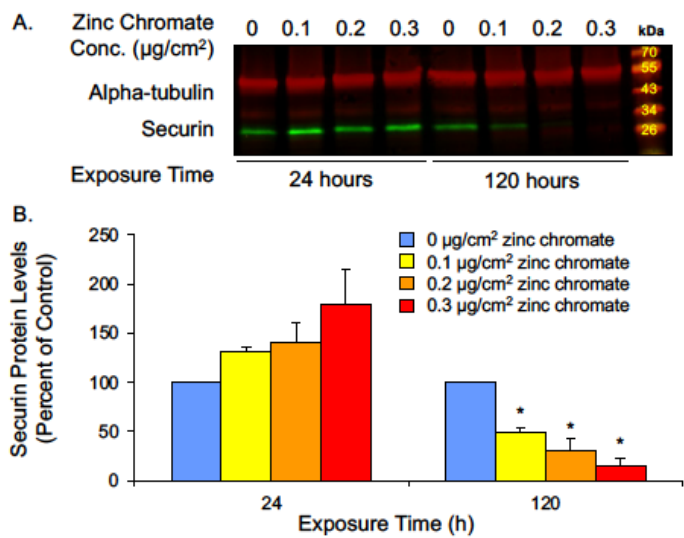 A.
Zinc Chromate
Conc. (µg/cm²)
0 0.1 0.2 0.3 0 0.1 0.2 0.3
kDa
70
55
43
34
26
Alpha-tubulin
Securin
Exposure Time
24 hours
120 hours
B.
Securin Protein Levels
(Percent of Control)
250
200
150
100
50
0
0 µg/cm² zinc chromate
0.1 µg/cm² zinc chromate
0.2 µg/cm² zinc chromate
0.3 µg/cm² zinc chromate
* * *
24
120
Exposure Time (h)